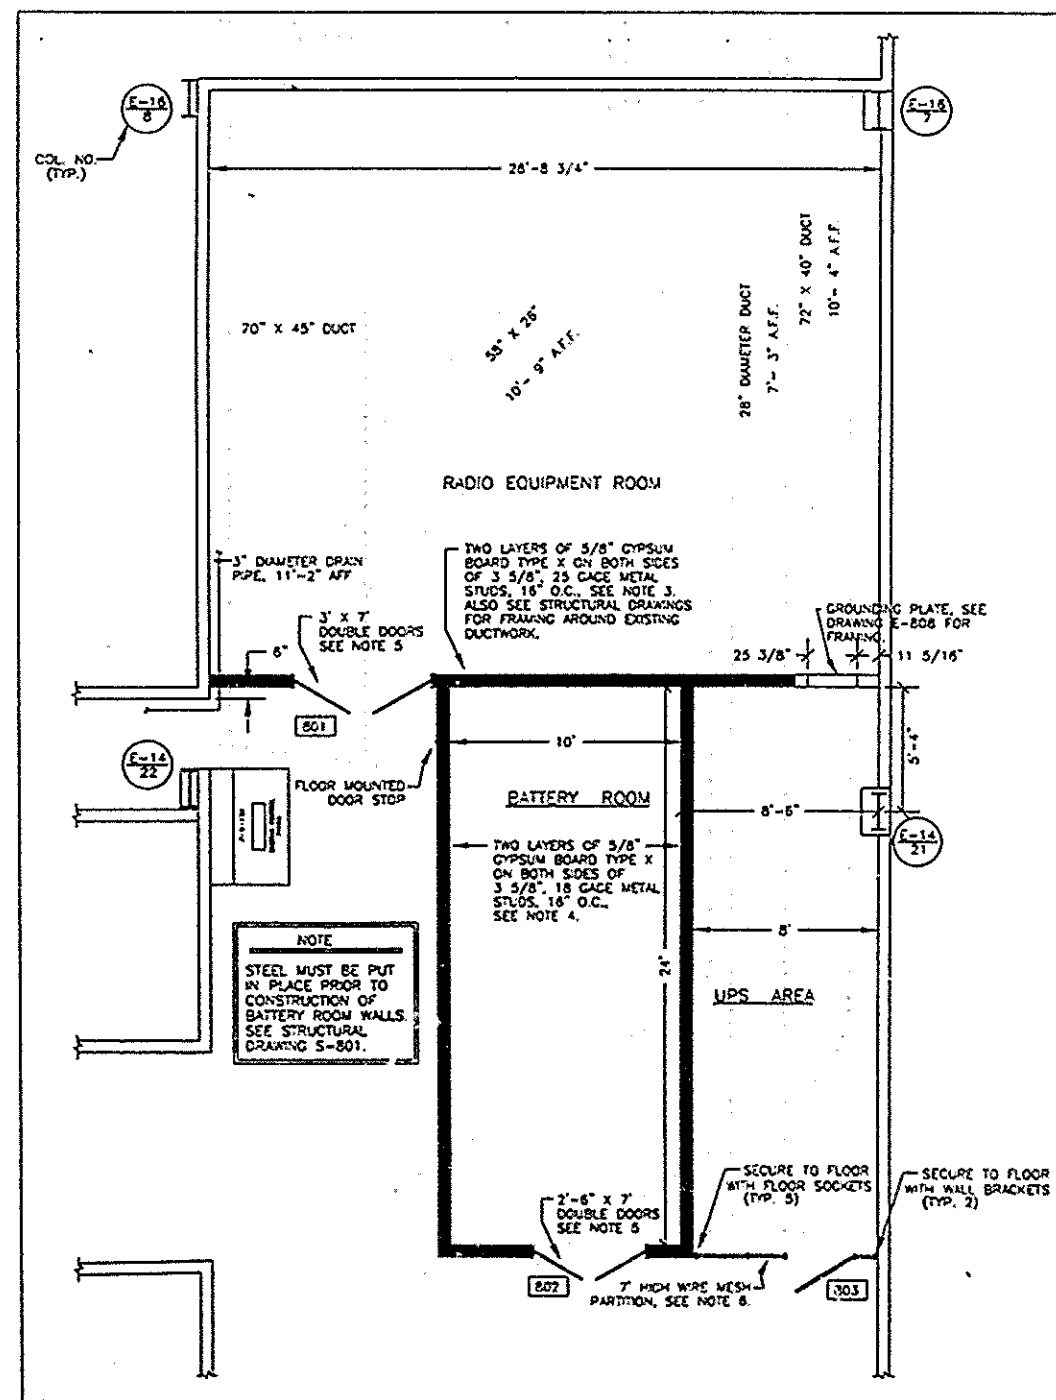 E-16
8
E-16
7
COL. NO.
(TYP.)
28'-8 3/4"
70" X 45" DUCT
55" X 26"
10'- 9" A.F.F.
28" DIAMETER DUCT
7'- 3" A.F.F.
72" X 40" DUCT
10'- 4" A.F.F.
RADIO EQUIPMENT ROOM
3" DIAMETER DRAIN
PIPE, 11'-2" AFF
3' X 7'
DOUBLE DOORS
SEE NOTE 5
6"
TWO LAYERS OF 5/8" GYPSUM
BOARD TYPE X ON BOTH SIDES
OF 3 5/8", 25 GAGE METAL
STUDS, 16" O.C., SEE NOTE 3.
ALSO SEE STRUCTURAL DRAWINGS
FOR FRAMING AROUND EXISTING
DUCTWORK.
GROUNDING PLATE, SEE
DRAWING E-808 FOR
FRAMING.
25 3/8"
11 5/16"
801
10'
5'-4"
E-14
22
FLOOR MOUNTED
DOOR STOP
BATTERY ROOM
8'-6"
E-14
21
TWO LAYERS OF 5/8"
GYPSUM BOARD TYPE X
ON BOTH SIDES OF
3 5/8", 18 GAGE METAL
STUDS, 16" O.C.,
SEE NOTE 4.
8'
24'
UPS AREA
NOTE
STEEL MUST BE PUT
IN PLACE PRIOR TO
CONSTRUCTION OF
BATTERY ROOM WALLS.
SEE STRUCTURAL
DRAWING S-801.
SECURE TO FLOOR
WITH FLOOR SOCKETS
(TYP. 5)
SECURE TO FLOOR
WITH WALL BRACKETS
(TYP. 2)
2'-6" X 7'
DOUBLE DOORS
SEE NOTE 5
802
7' HIGH WIRE MESH
PARTITION, SEE NOTE 6.
803